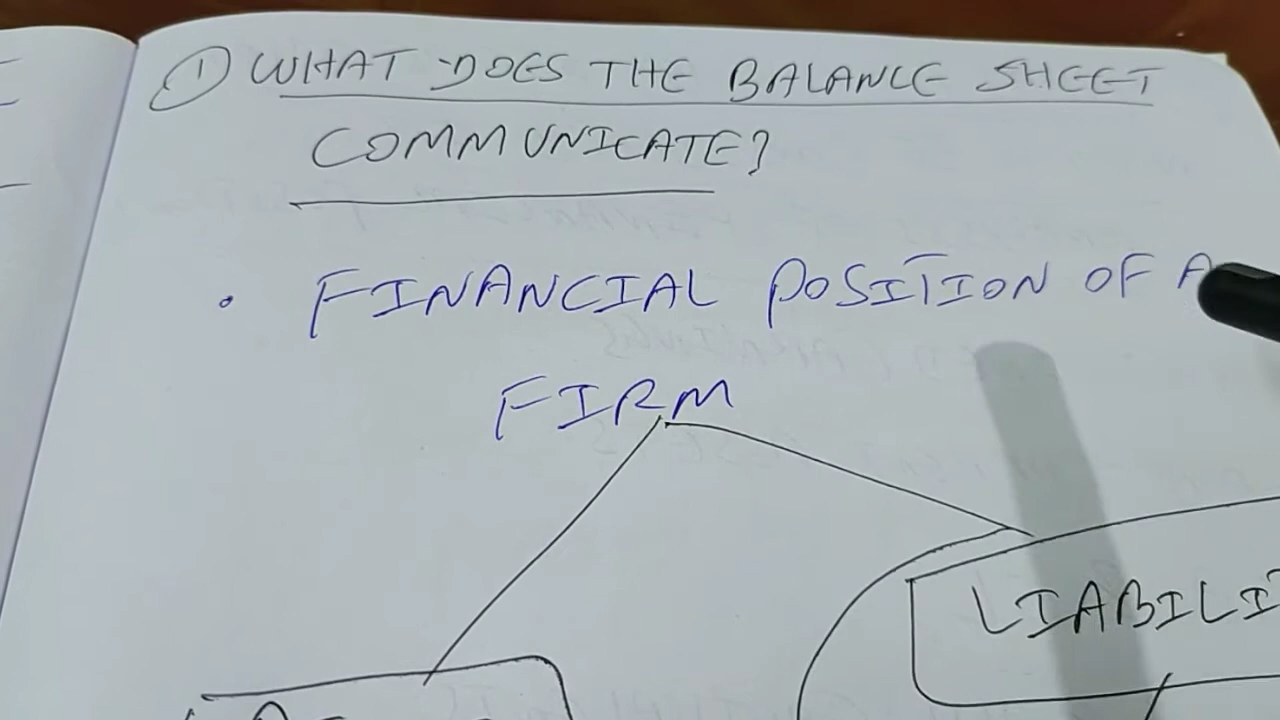 ① WHAT DOES THE BALANCE SHEET
COMMUNICATE?
• FINANCIAL POSITION OF A
FIRM
LIABILI